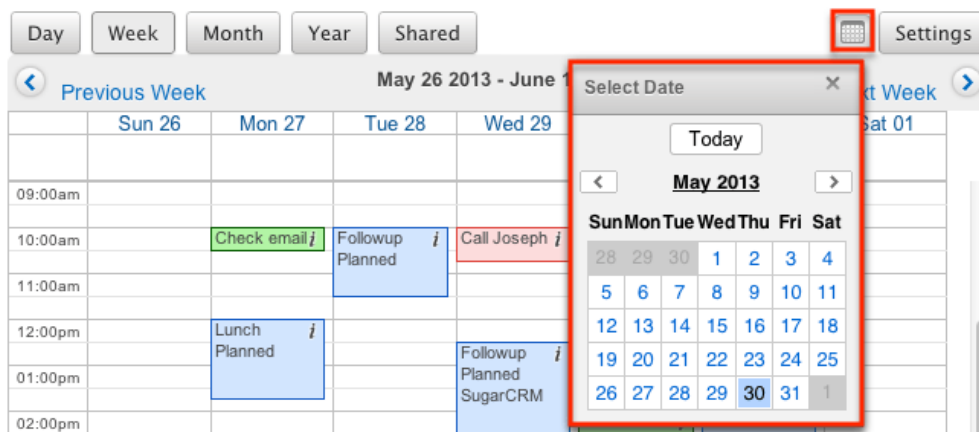 Day Week Month Year Shared Settings
Previous Week May 26 2013 - June 1 xt Week
Sun 26 Mon 27 Tue 28 Wed 29 Sat 01
09:00am
10:00am
11:00am
12:00pm
01:00pm
02:00pm
Check email i
Followup i
Planned
Call Joseph i
Lunch i
Planned
Followup i
Planned
SugarCRM
Select Date ×
Today
< May 2013 >
Sun Mon Tue Wed Thu Fri Sat
28 29 30 1 2 3 4
5 6 7 8 9 10 11
12 13 14 15 16 17 18
19 20 21 22 23 24 25
26 27 28 29 30 31 1